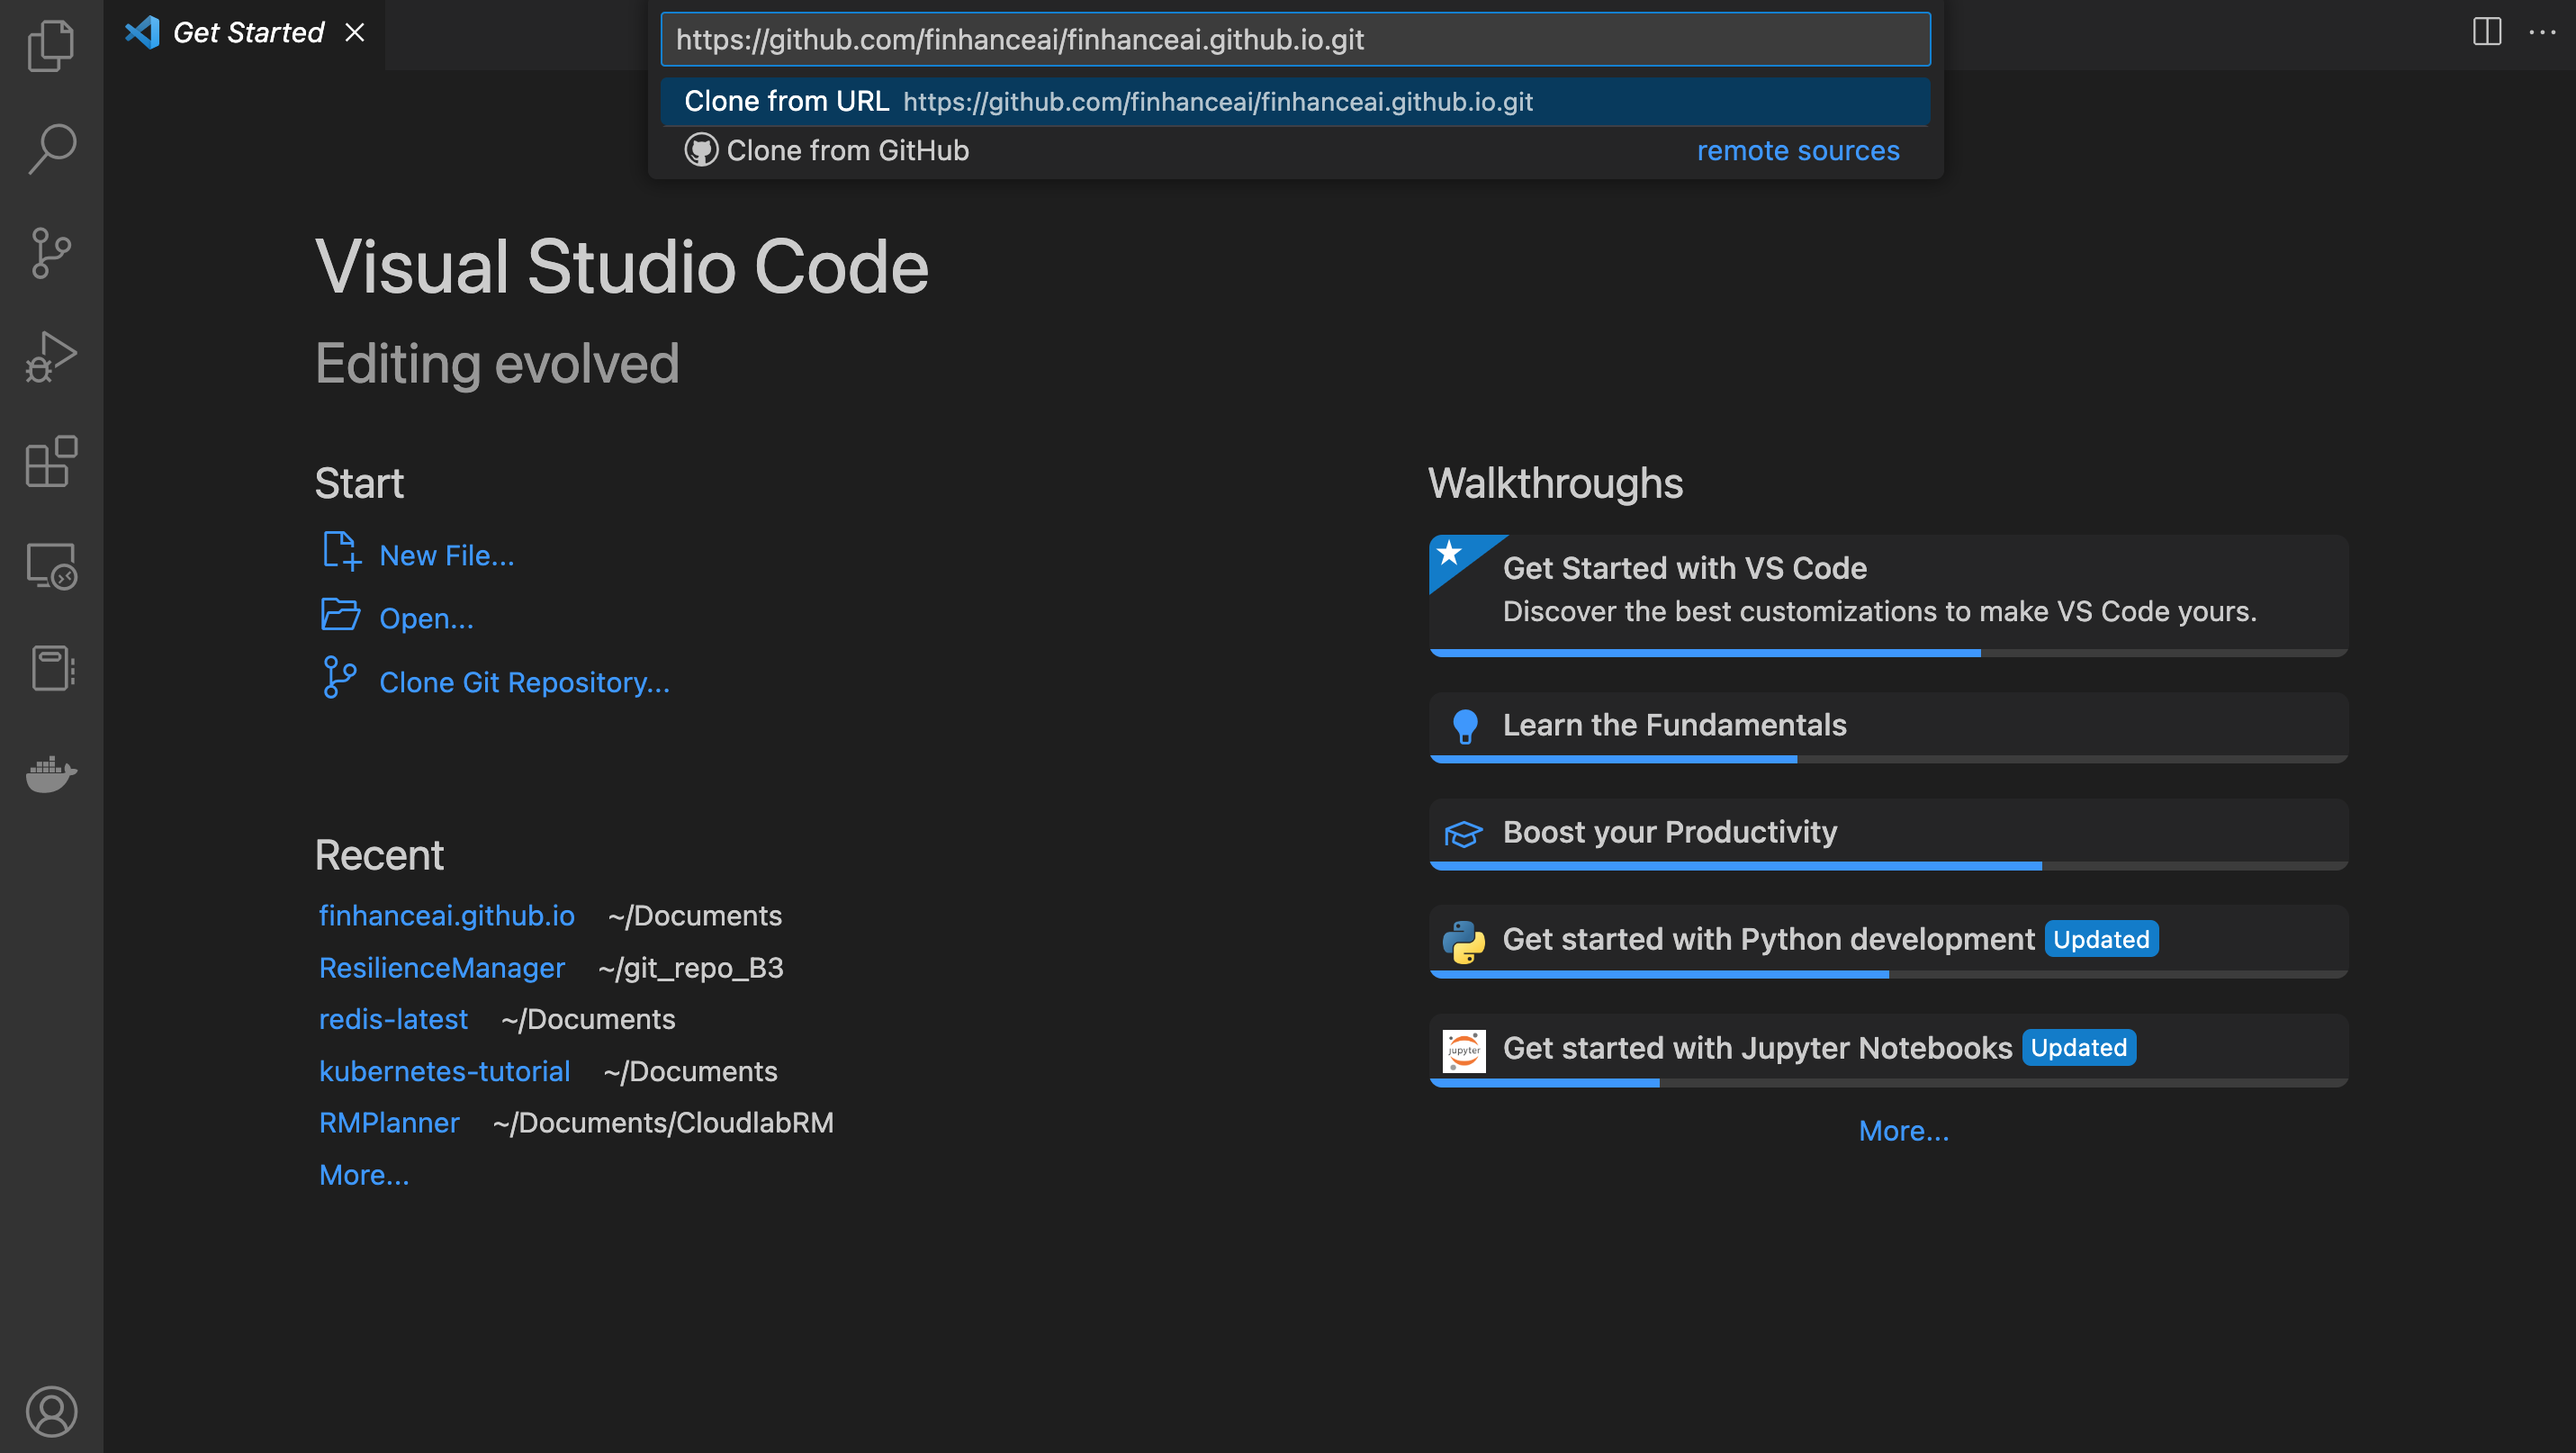 Get Started
https://github.com/finhanceai/finhanceai.github.io.git
Clone from URL https://github.com/finhanceai/finhanceai.github.io.git
Clone from GitHub remote sources
Visual Studio Code
Editing evolved
Start
New File...
Open...
Clone Git Repository...
Recent
finhanceai.github.io ~/Documents
ResilienceManager ~/git_repo_B3
redis-latest ~/Documents
kubernetes-tutorial ~/Documents
RMPlanner ~/Documents/CloudlabRM
More...
Walkthroughs
Get Started with VS Code
Discover the best customizations to make VS Code yours.
Learn the Fundamentals
Boost your Productivity
Get started with Python development Updated
jupyter
Get started with Jupyter Notebooks Updated
More...